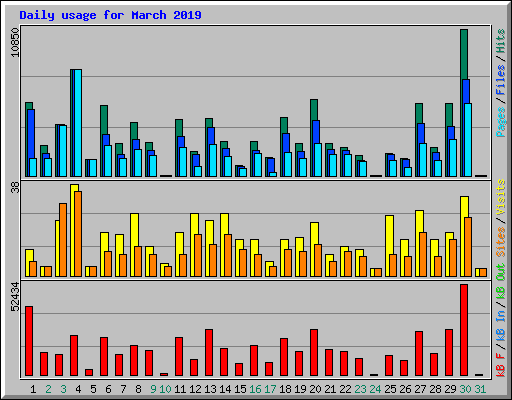 Daily usage for March 2019
10850
Pages / Files / Hits
38
Sites / Visits
52434
kB F / kB In / kB Out
1 2 3 4 5 6 7 8 9 10 11 12 13 14 15 16 17 18 19 20 21 22 23 24 25 26 27 28 29 30 31